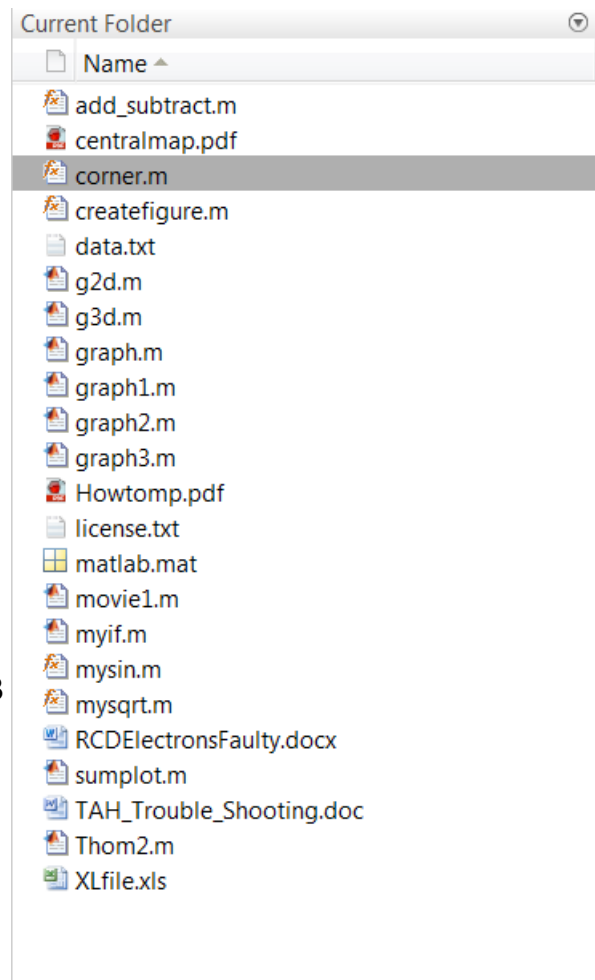 Current Folder
Name
add_subtract.m
centralmap.pdf
corner.m
createfigure.m
data.txt
g2d.m
g3d.m
graph.m
graph1.m
graph2.m
graph3.m
Howtomp.pdf
license.txt
matlab.mat
movie1.m
myif.m
mysin.m
mysqrt.m
RCDElectronsFaulty.docx
sumplot.m
TAH_Trouble_Shooting.doc
Thom2.m
XLfile.xls